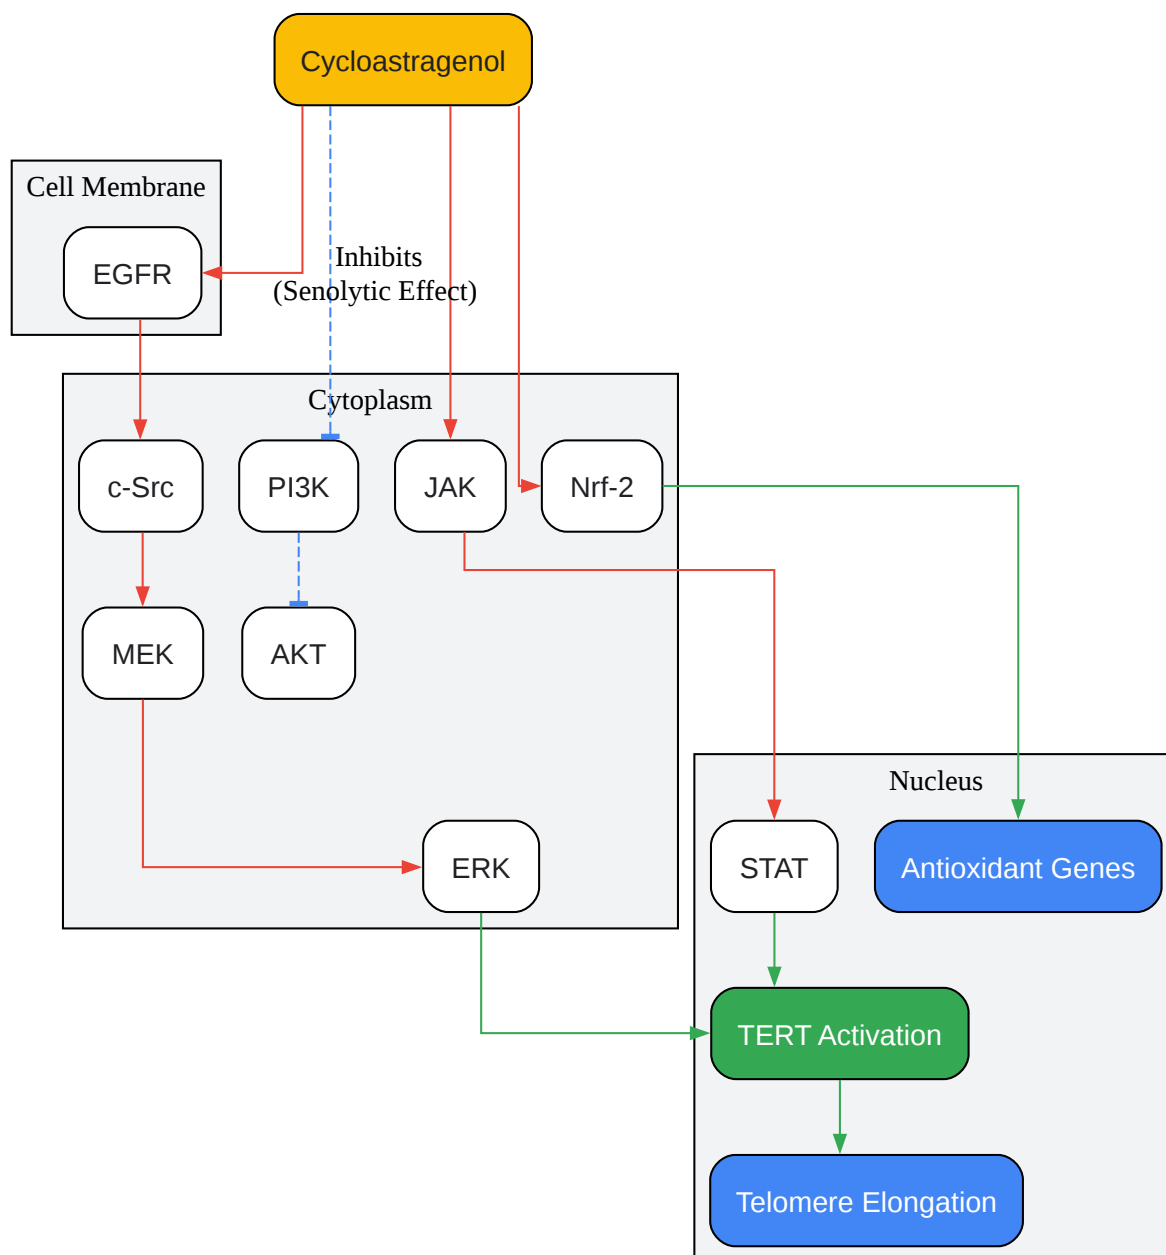 Cycloastragenol
Cell Membrane
EGFR
Inhibits
(Senolytic Effect)
Cytoplasm
c-Src
PI3K
JAK
Nrf-2
MEK
AKT
Nucleus
ERK
STAT
Antioxidant Genes
TERT Activation
Telomere Elongation